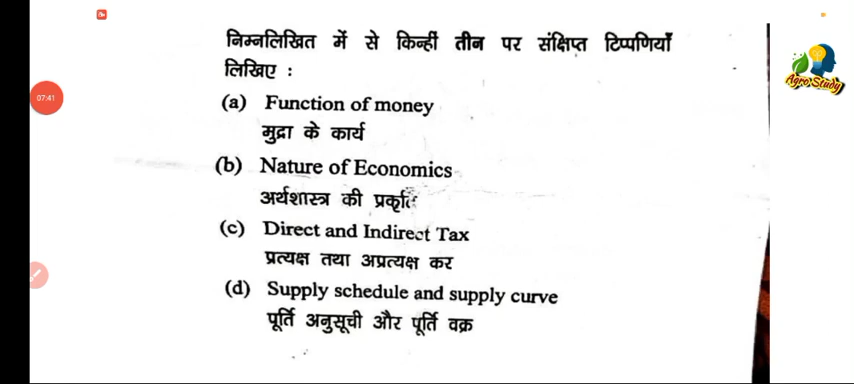 निम्नलिखित में से किन्हीं तीन पर संक्षिप्त टिप्पणियाँ
लिखिए :
(a) Function of money
मुद्रा के कार्य
(b) Nature of Economics
अर्थशास्त्र की प्रकृति
(c) Direct and Indirect Tax
प्रत्यक्ष तथा अप्रत्यक्ष कर
(d) Supply schedule and supply curve
पूर्ति अनुसूची और पूर्ति वक्र
07:41
Agro Study